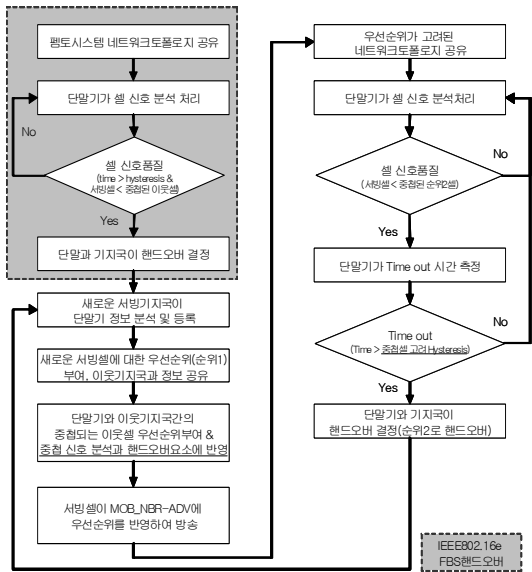 펨토시스템 네트워크토폴로지 공유
단말기가 셀 신호 분석 처리
No
셀 신호품질
(time > hysteresis &
서빙셀 < 중첩된 이웃셀)
Yes
단말과 기지국이 핸드오버 결정
새로운 서빙기지국이
단말기 정보 분석 및 등록
새로운 서빙셀에 대한 우선순위(순위1)
부여, 이웃기지국과 정보 공유
단말기와 이웃기지국간의
중첩되는 이웃셀 우선순위부여 &
중첩 신호 분석과 핸드오버요소에 반영
서빙셀이 MOB_NBR-ADV에
우선순위를 반영하여 방송
우선순위가 고려된
네트워크토폴로지 공유
단말기가 셀 신호 분석처리
No
셀 신호품질
(서빙셀 < 중첩된 순위2셀)
Yes
단말기가 Time out 시간 측정
No
Time out
(Time > 중첩셀 고려 Hysteresis)
Yes
단말기와 기지국이
핸드오버 결정(순위2로 핸드오버)
IEEE802.16e
FBS핸드오버